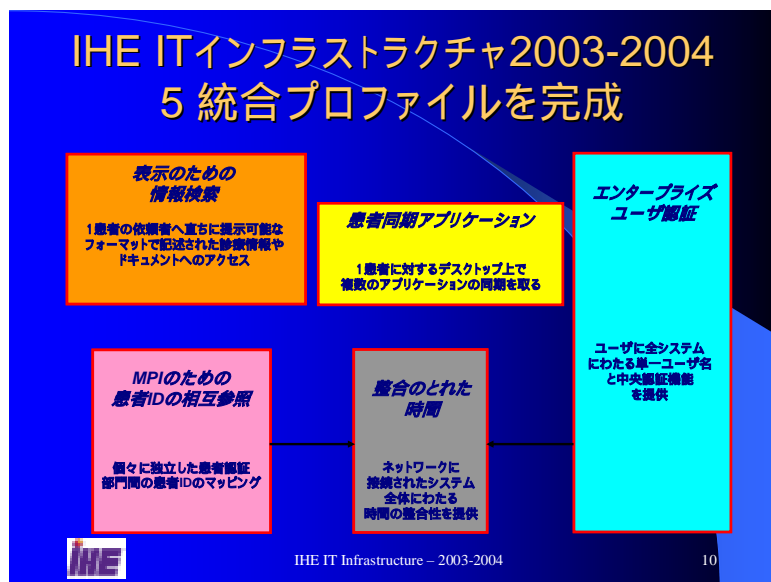 IHE ITインフラストラクチャ2003-2004
5 統合プロファイルを完成
表示のための
情報検索
1患者の依頼者へ直ちに提示可能な
フォーマットで記述された診療情報や
ドキュメントへのアクセス
患者同期アプリケーション
1患者に対するデスクトップ上で
複数のアプリケーションの同期を取る
エンタープライズ
ユーザ認証
ユーザに全システム
にわたる単一ユーザ名
と中央認証機能
を提供
MPIのための
患者IDの相互参照
個々に独立した患者認証
部門間の患者IDのマッピング
整合のとれた
時間
ネットワークに
接続されたシステム
全体にわたる
時間の整合性を提供
IHE
IHE IT Infrastructure – 2003-2004
10